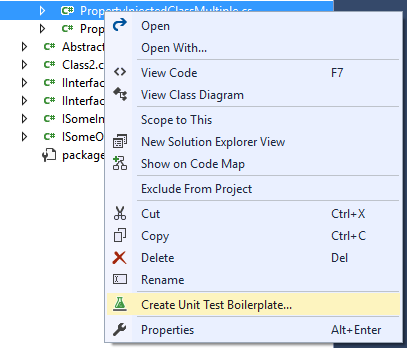 C# PropertyInjectedClassMultiple.cs
C# Prop
C# Abstract
C# Class2.c
C# IInterfac
C# IInterfac
C# ISomeIn
C# ISomeO
package
Open
Open With...
View Code F7
View Class Diagram
Scope to This
New Solution Explorer View
Show on Code Map
Exclude From Project
Cut Ctrl+X
Copy Ctrl+C
Delete Del
Rename
Create Unit Test Boilerplate...
Properties Alt+Enter